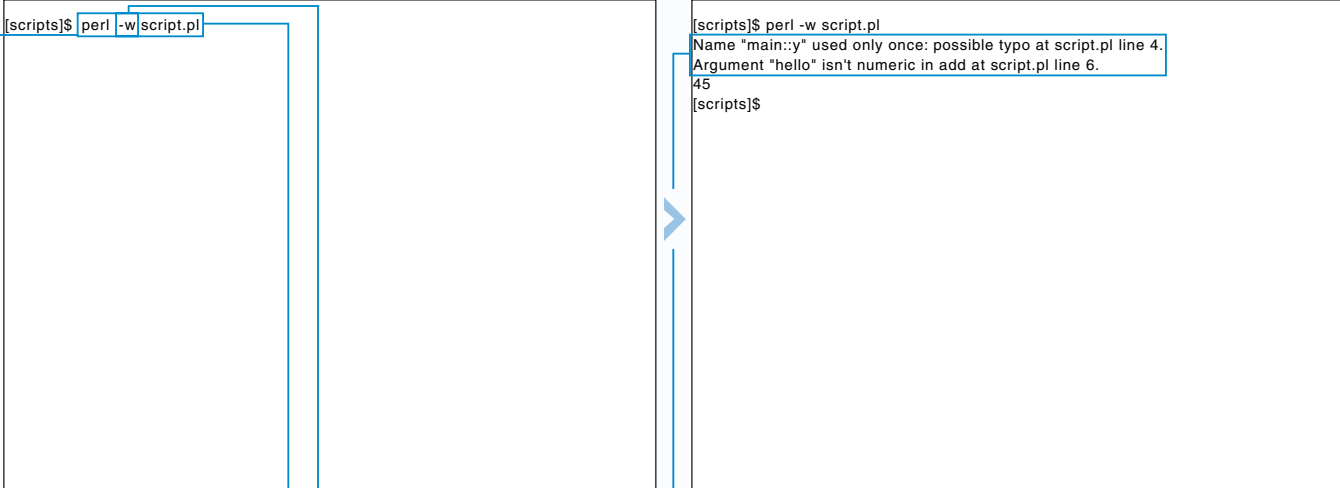 [scripts]$ perl -w script.pl
[scripts]$ perl -w script.pl
Name "main::y" used only once: possible typo at script.pl line 4.
Argument "hello" isn't numeric in add at script.pl line 6.
45
[scripts]$